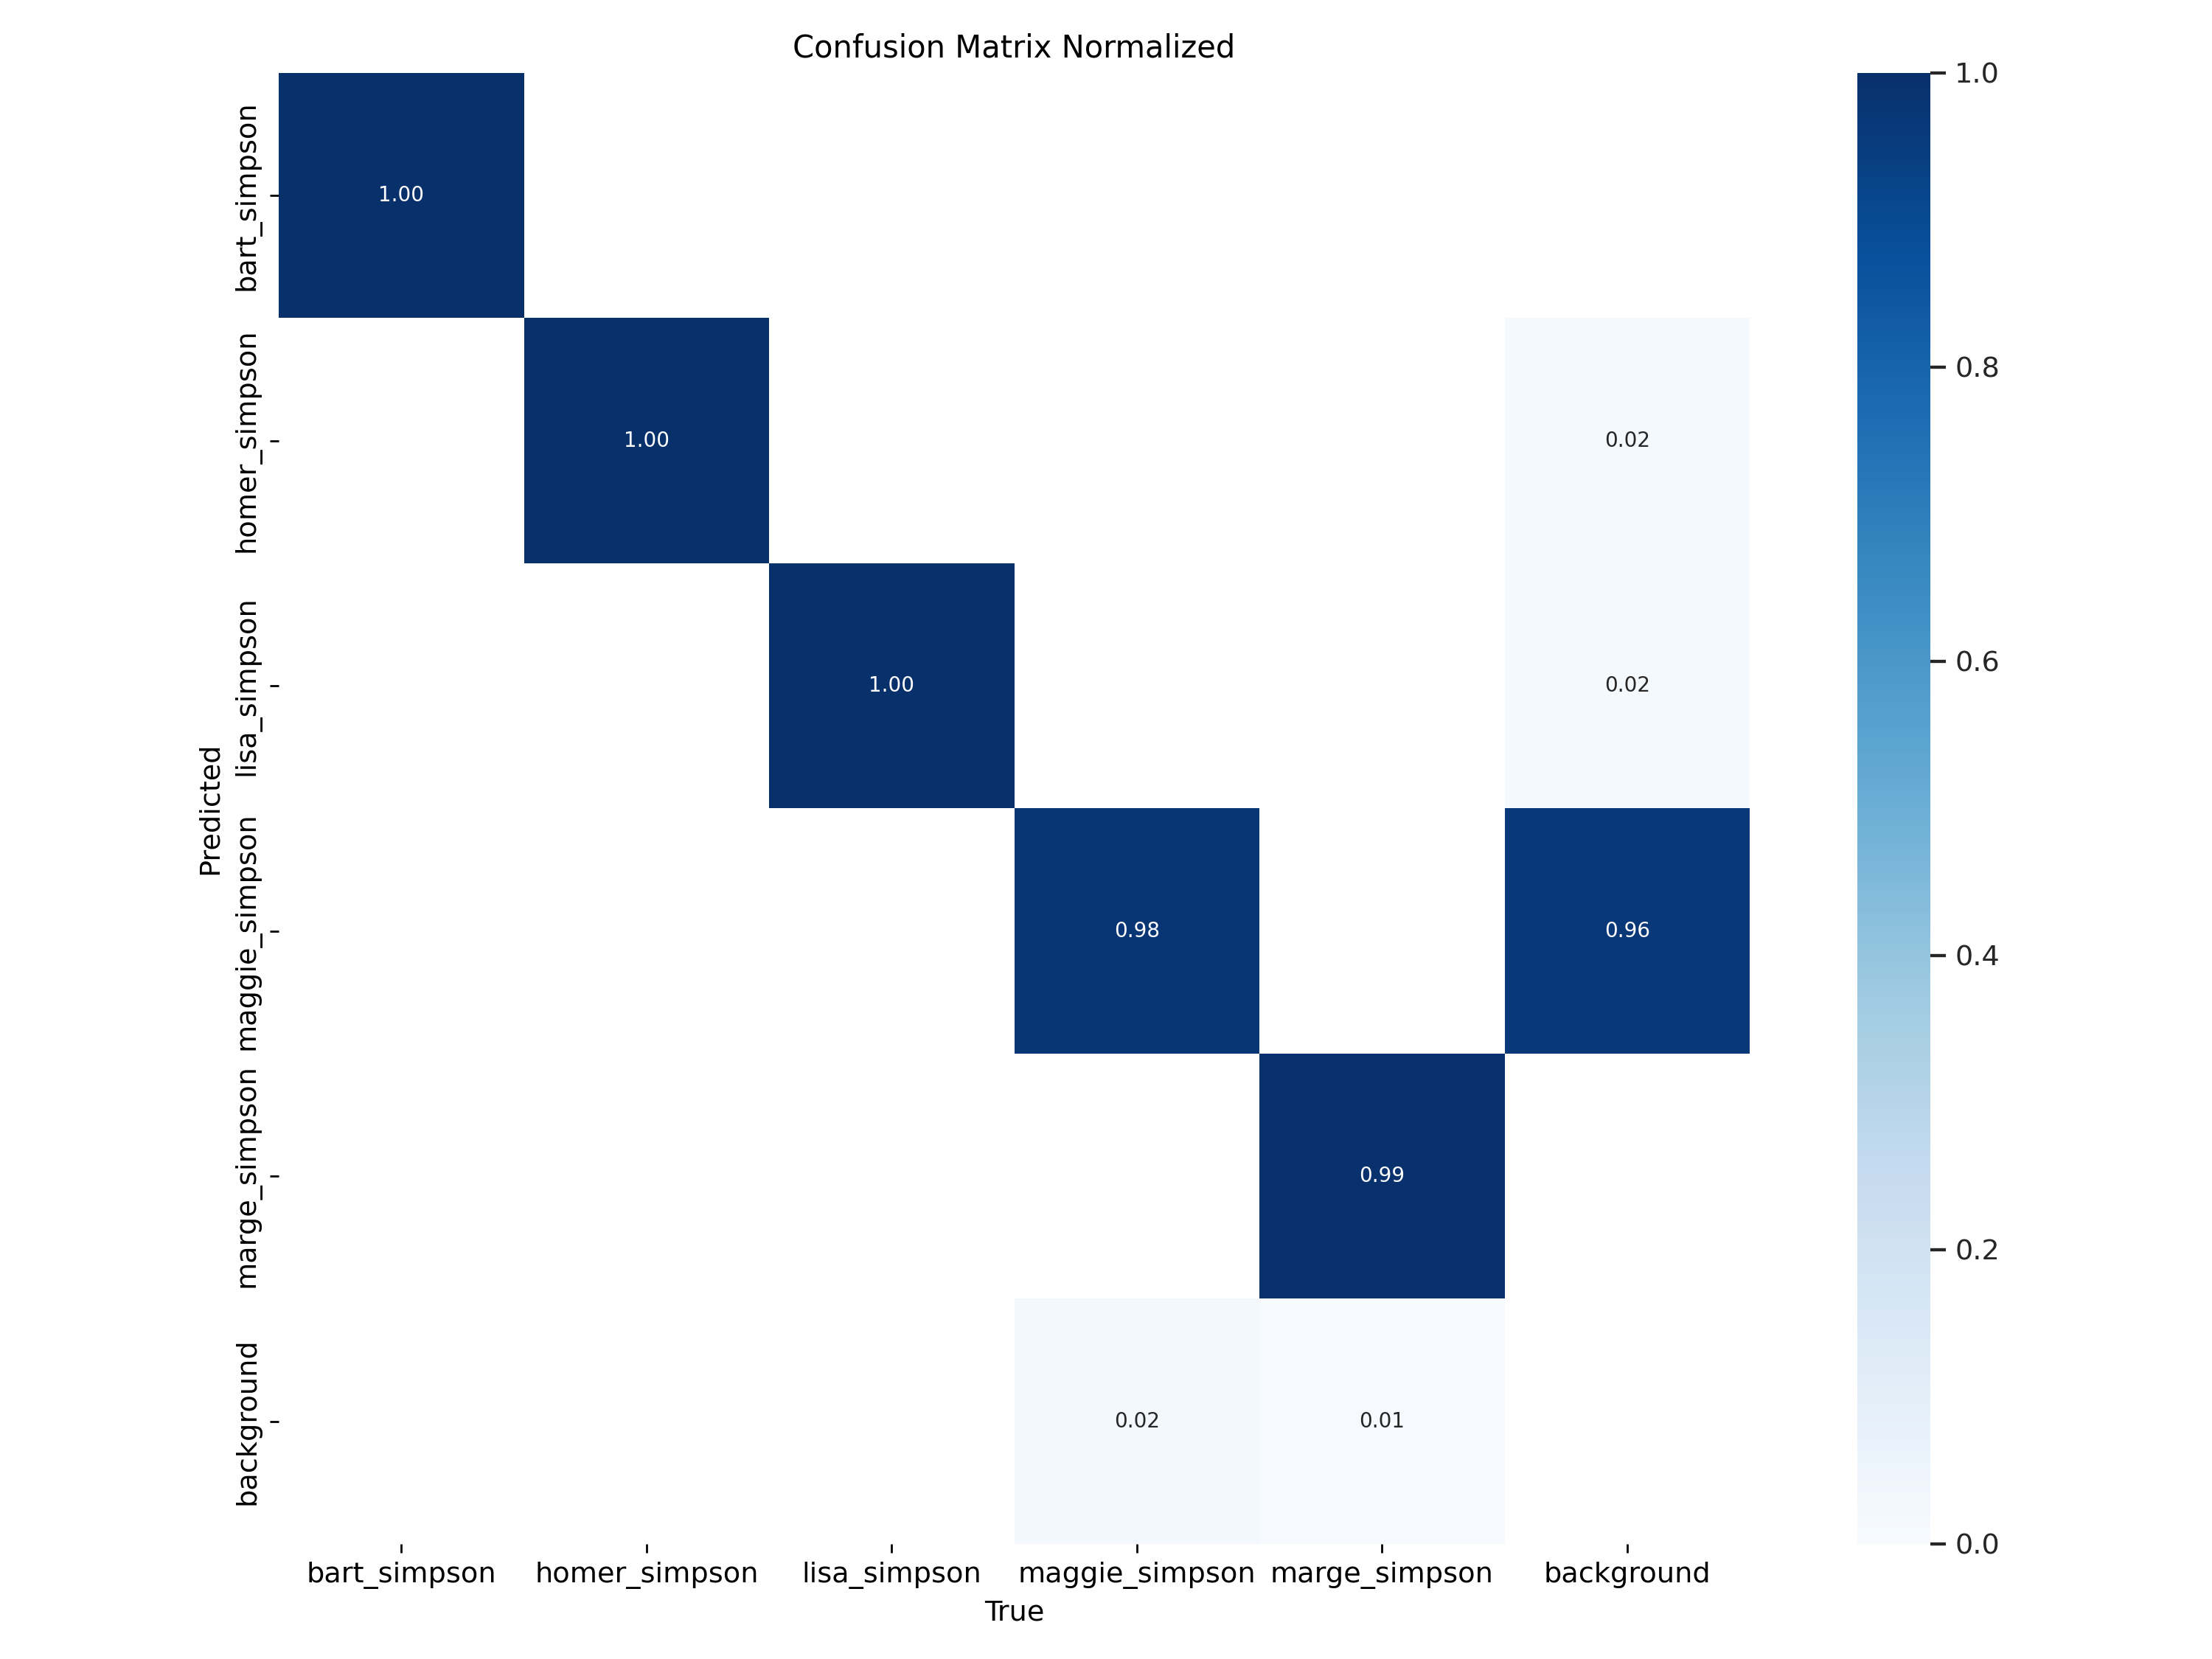 Confusion Matrix Normalized
bart_simpson
1.00
homer_simpson
1.00
0.02
lisa_simpson
1.00
0.02
maggie_simpson
0.98
0.96
marge_simpson
0.99
background
0.02
0.01
Predicted
bart_simpson homer_simpson lisa_simpson maggie_simpson marge_simpson background
True
1.0
0.8
0.6
0.4
0.2
0.0